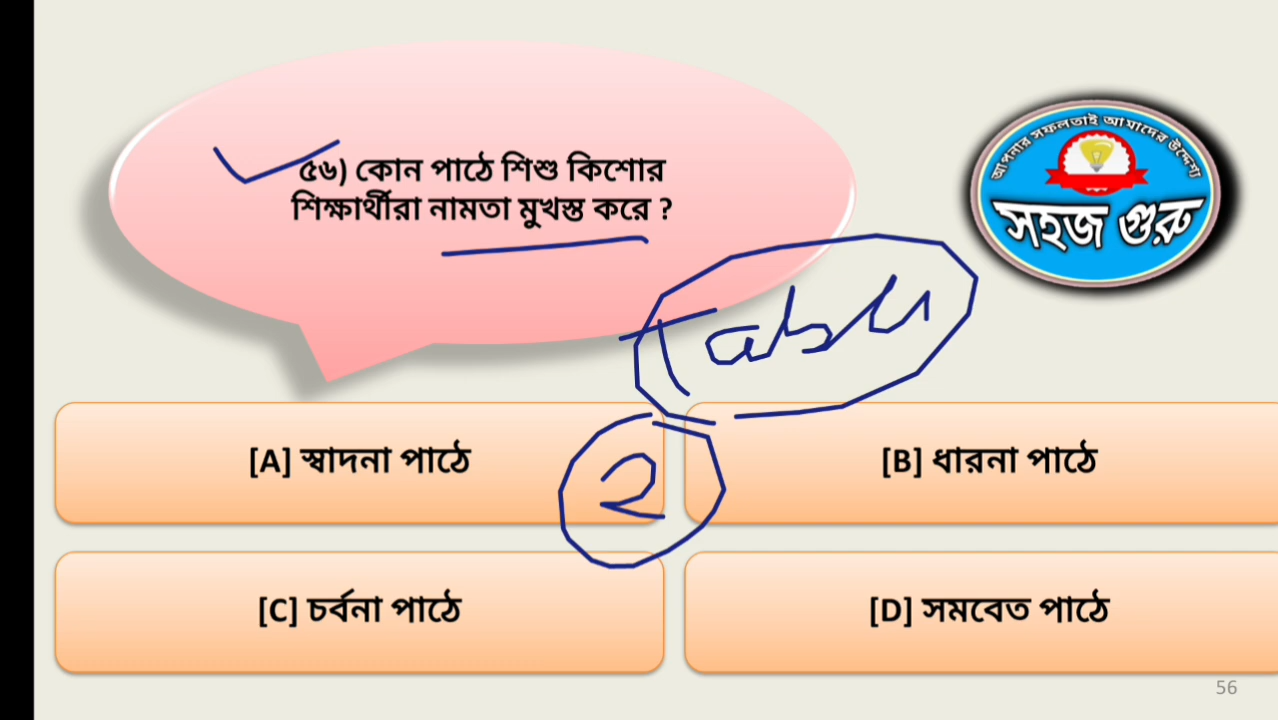 আপনার সফলতাই আমাদের উদ্দেশ্য
সহজ গুরু
৫৬) কোন পাঠে শিশু কিশোর
শিক্ষার্থীরা নামতা মুখস্ত করে ?
Table
2
[A] স্বাদনা পাঠে
[B] ধারনা পাঠে
[C] চর্বনা পাঠে
[D] সমবেত পাঠে
56